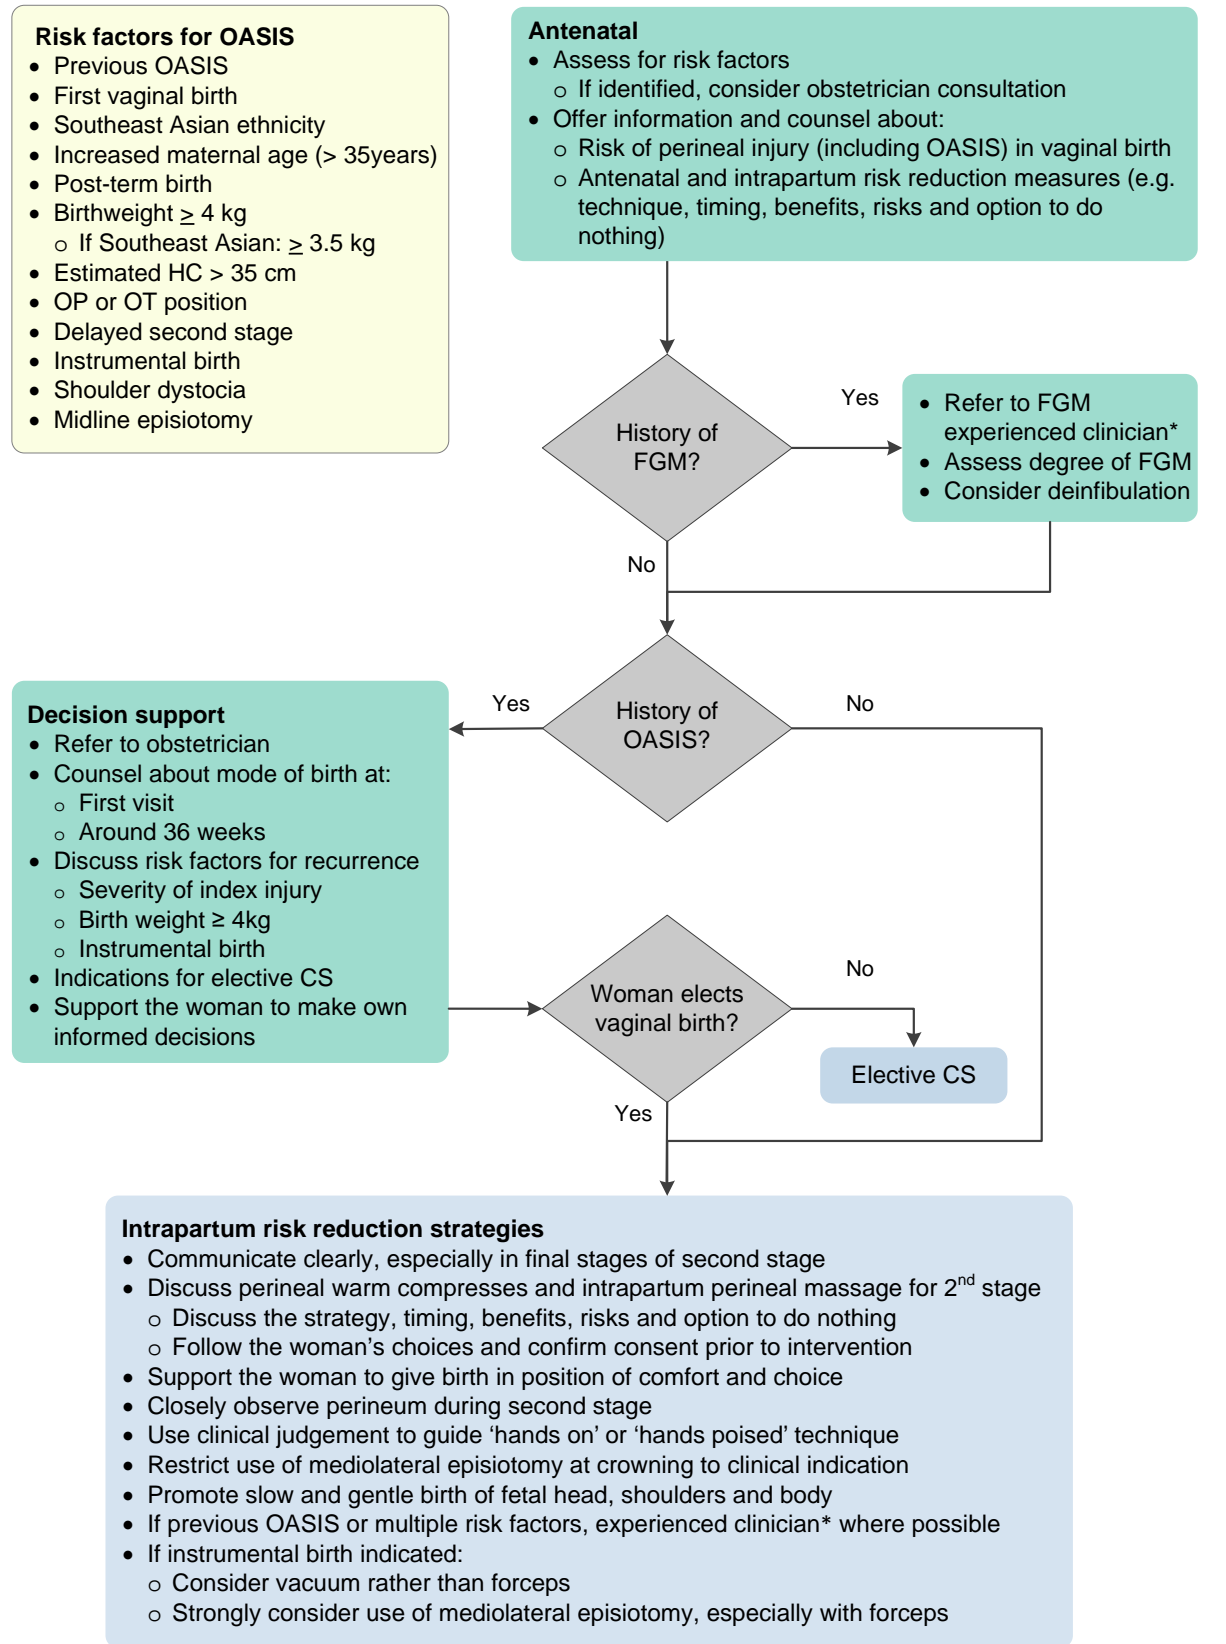 Risk factors for OASIS
• Previous OASIS
• First vaginal birth
• Southeast Asian ethnicity
• Increased maternal age (> 35years)
• Post-term birth
• Birthweight ≥ 4 kg
o If Southeast Asian: ≥ 3.5 kg
• Estimated HC > 35 cm
• OP or OT position
• Delayed second stage
• Instrumental birth
• Shoulder dystocia
• Midline episiotomy
Antenatal
• Assess for risk factors
o If identified, consider obstetrician consultation
• Offer information and counsel about:
o Risk of perineal injury (including OASIS) in vaginal birth
o Antenatal and intrapartum risk reduction measures (e.g.
technique, timing, benefits, risks and option to do
nothing)
History of
FGM?
Yes
• Refer to FGM
experienced clinician*
• Assess degree of FGM
• Consider deinfibulation
No
History of
OASIS?
Yes
No
Decision support
• Refer to obstetrician
• Counsel about mode of birth at:
o First visit
o Around 36 weeks
• Discuss risk factors for recurrence
o Severity of index injury
o Birth weight ≥ 4kg
o Instrumental birth
• Indications for elective CS
• Support the woman to make own
informed decisions
Woman elects
vaginal birth?
No
Elective CS
Yes
Intrapartum risk reduction strategies
• Communicate clearly, especially in final stages of second stage
• Discuss perineal warm compresses and intrapartum perineal massage for 2nd stage
o Discuss the strategy, timing, benefits, risks and option to do nothing
o Follow the woman’s choices and confirm consent prior to intervention
• Support the woman to give birth in position of comfort and choice
• Closely observe perineum during second stage
• Use clinical judgement to guide ‘hands on’ or ‘hands poised’ technique
• Restrict use of mediolateral episiotomy at crowning to clinical indication
• Promote slow and gentle birth of fetal head, shoulders and body
• If previous OASIS or multiple risk factors, experienced clinician* where possible
• If instrumental birth indicated:
o Consider vacuum rather than forceps
o Strongly consider use of mediolateral episiotomy, especially with forceps